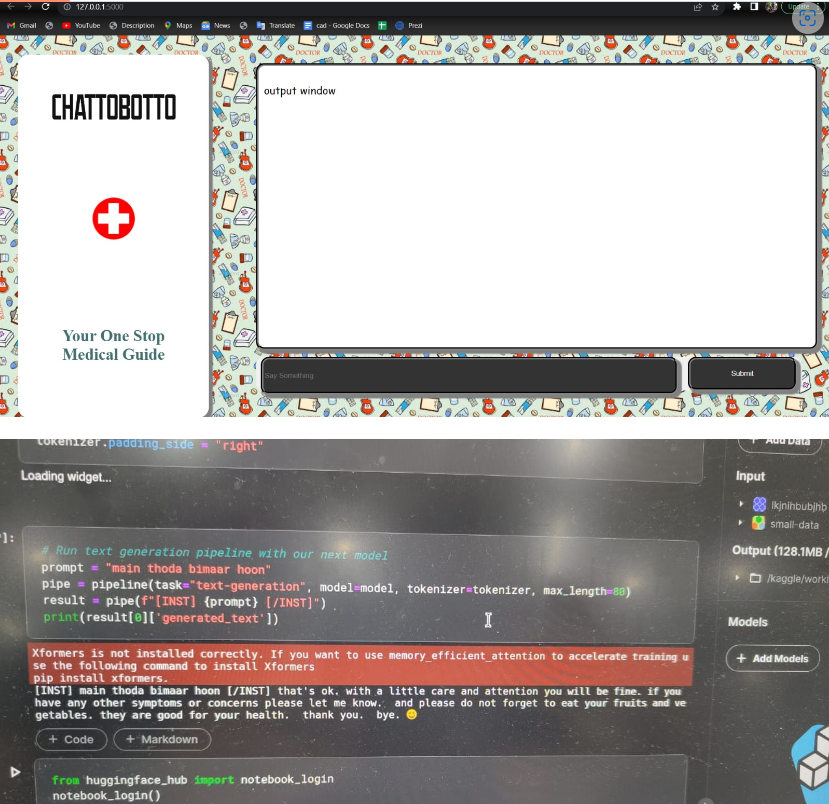 127.0.0.1:5000
Update
Gmail YouTube Description Maps News Translate cad - Google Docs Prezi
CHATTOBOTTO
output window
Your One Stop
Medical Guide
Say Something
Submit
DOCTOR
tokenizer.padding_side = "right"
Loading widget...
+ Add Data
Input
lkjnihbubjhb
small-data
Output (128.1MB /
/kaggle/worki
Models
+ Add Models
]:
# Run text generation pipeline with our next model
prompt = "main thoda bimaar hoon"
pipe = pipeline(task="text-generation", model=model, tokenizer=tokenizer, max_length=80)
result = pipe(f"[INST] {prompt} [/INST]")
print(result[0]['generated_text'])
Xformers is not installed correctly. If you want to use memory_efficient_attention to accelerate training u
se the following command to install Xformers
pip install xformers.
[INST] main thoda bimaar hoon [/INST] that's ok. with a little care and attention you will be fine. if you
have any other symptoms or concerns please let me know.  and please do not forget to eat your fruits and ve
getables. they are good for your health.  thank you.  bye. 🙂
+ Code + Markdown
from huggingface_hub import notebook_login
notebook_login()